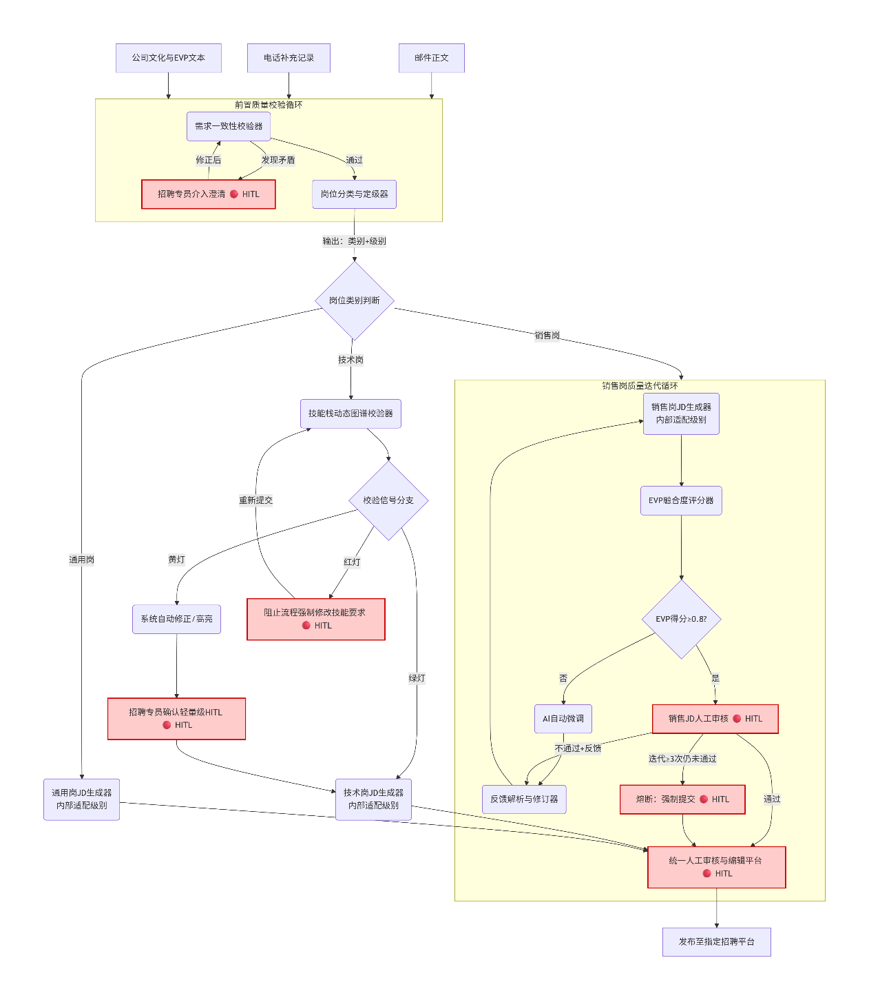 公司文化与EVP文本
电话补充记录
邮件正文
前置质量校验循环
需求一致性校验器
修正后
发现矛盾
通过
招聘专员介入澄清 🔴 HITL
岗位分类与定级器
输出：类别+级别
岗位类别判断
销售岗
技术岗
通用岗
销售岗质量迭代循环
销售岗JD生成器
内部适配级别
技能栈动态图谱校验器
重新提交
校验信号分支
EVP融合度评分器
黄灯
红灯
绿灯
系统自动修正/高亮
阻止流程强制修改技能要求
🔴 HITL
EVP得分≥0.8?
否
是
招聘专员确认轻量级HITL
🔴 HITL
AI自动微调
销售JD人工审核 🔴 HITL
不通过+反馈
迭代≥3次仍未通过
通过
通用岗JD生成器
内部适配级别
技术岗JD生成器
内部适配级别
反馈解析与修订器
熔断：强制提交 🔴 HITL
统一人工审核与编辑平台
🔴 HITL
发布至指定招聘平台